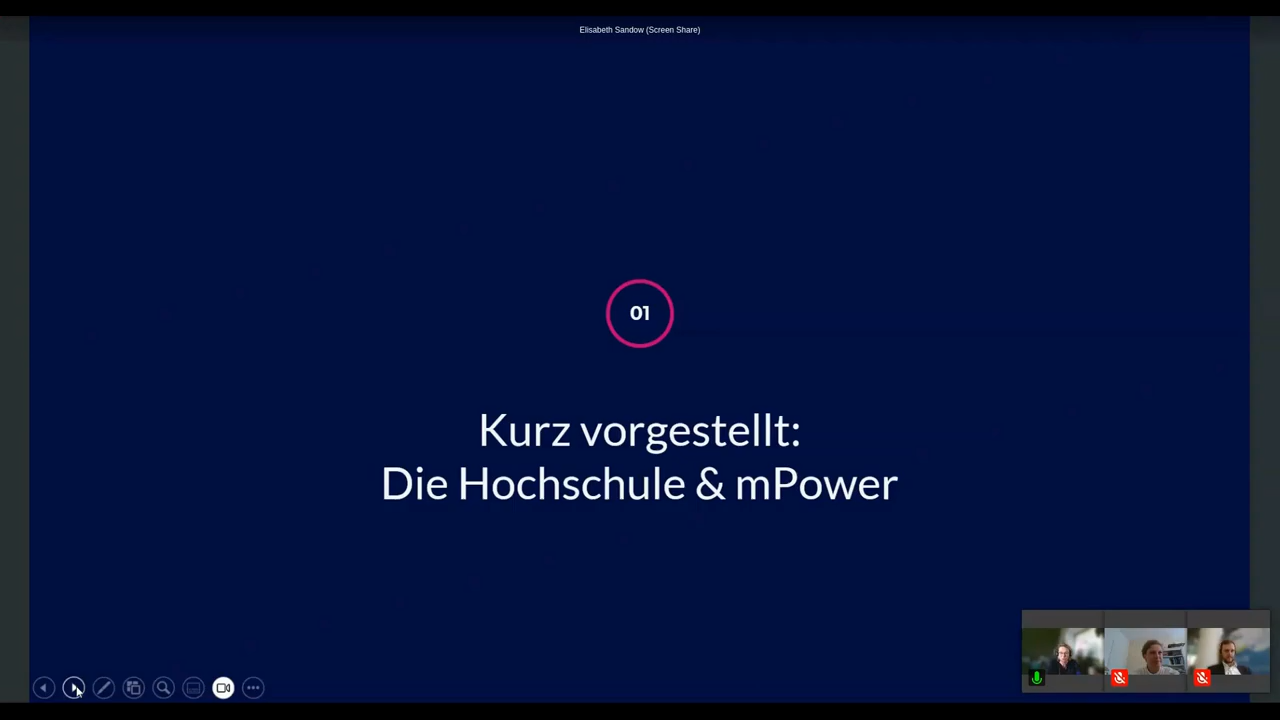 Elisabeth Sandow (Screen Share)
01
Kurz vorgestellt:
Die Hochschule & mPower